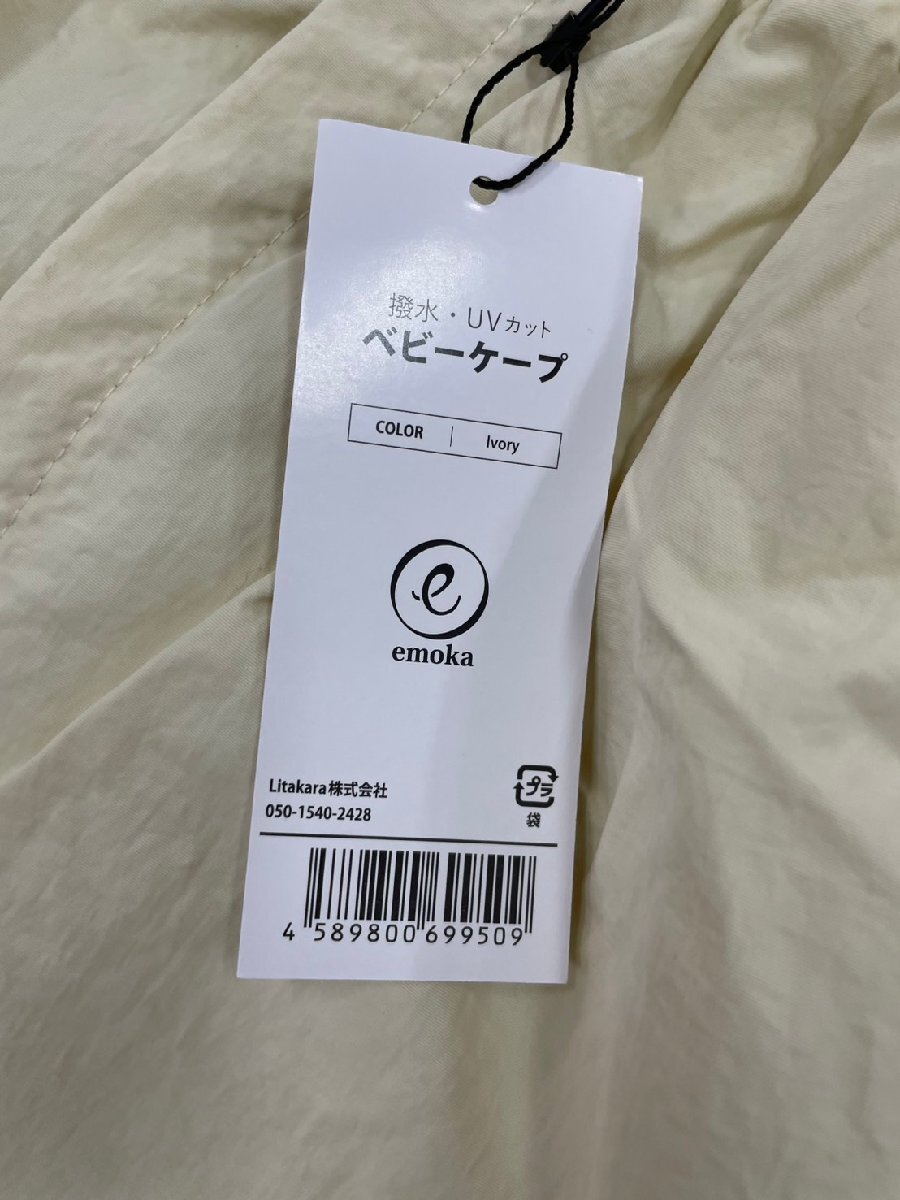 撥水・UVカット
ベビーケープ
COLOR | Ivory
e
emoka
Litakara株式会社
050-1540-2428
プラ
袋
4 589800 699509